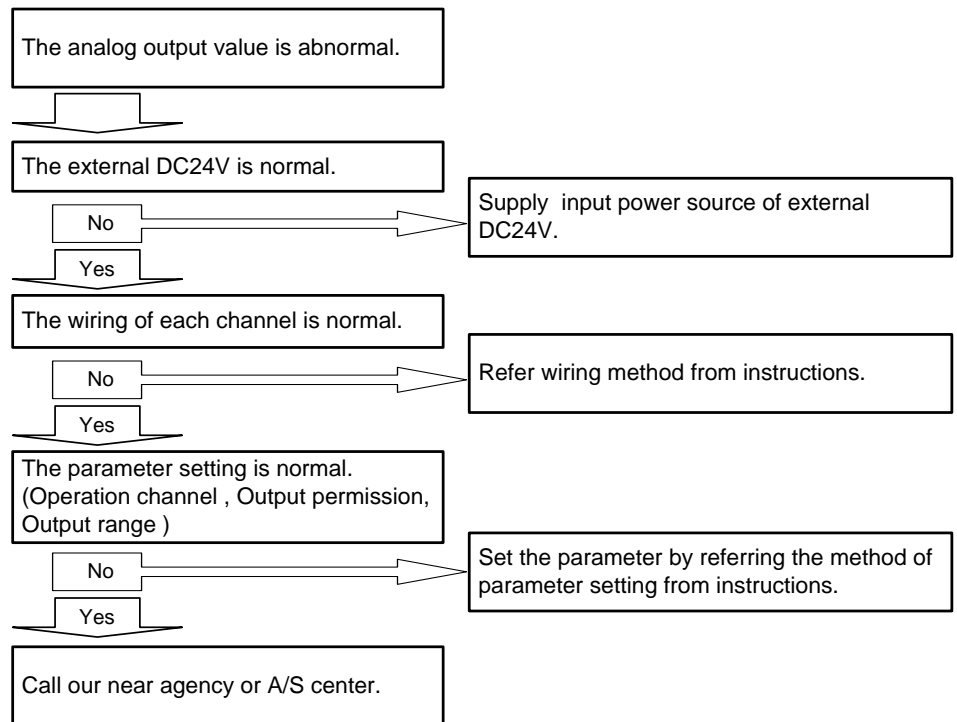 The analog output value is abnormal.
The external DC24V is normal.
No
Supply input power source of external
DC24V.
Yes
The wiring of each channel is normal.
No
Refer wiring method from instructions.
Yes
The parameter setting is normal.
(Operation channel , Output permission,
Output range )
No
Set the parameter by referring the method of
parameter setting from instructions.
Yes
Call our near agency or A/S center.